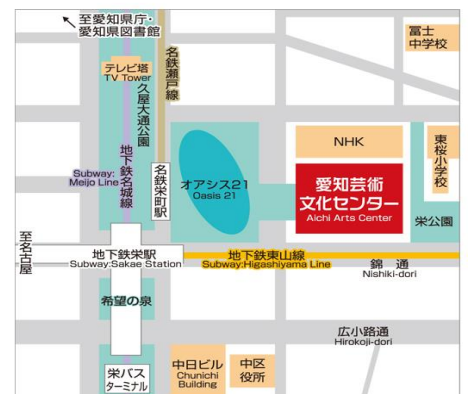 至愛知県庁・
愛知県図書館
冨士
中学校
テレビ塔
TV Tower
名鉄瀬戸線
久屋大通公園
NHK
東桜小学校
地下鉄名城線
Subway:
Meijo Line
名鉄栄町駅
オアシス21
Oasis 21
愛知芸術
文化センター
Aichi Arts Center
栄公園
至名古屋
地下鉄栄駅
Subway:Sakae Station
地下鉄東山線
Subway:Higashiyama Line
錦通
Nishiki-dori
希望の泉
広小路通
Hirokoji-dori
栄バス
ターミナル
中日ビル
Chunichi
Building
中区
役所